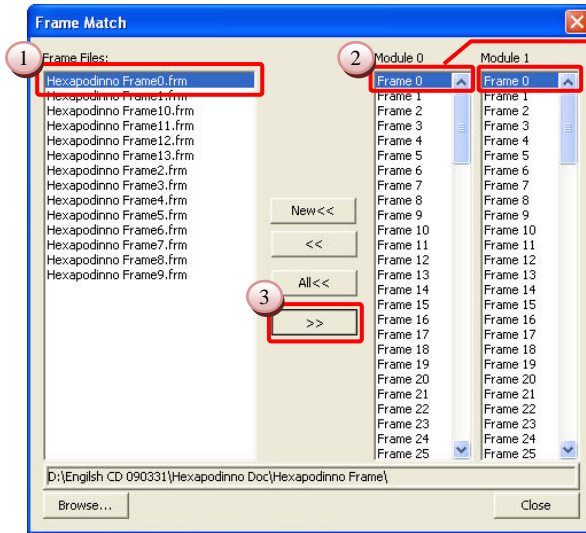 Frame Match
1
Frame Files:
Hexapodinno Frame0.frm
Hexapodinno Frame1.frm
Hexapodinno Frame10.frm
Hexapodinno Frame11.frm
Hexapodinno Frame12.frm
Hexapodinno Frame13.frm
Hexapodinno Frame2.frm
Hexapodinno Frame3.frm
Hexapodinno Frame4.frm
Hexapodinno Frame5.frm
Hexapodinno Frame6.frm
Hexapodinno Frame7.frm
Hexapodinno Frame8.frm
Hexapodinno Frame9.frm
New<<
<<
All<<
3
>>
2
Module 0
Frame 0
Frame 1
Frame 2
Frame 3
Frame 4
Frame 5
Frame 6
Frame 7
Frame 8
Frame 9
Frame 10
Frame 11
Frame 12
Frame 13
Frame 14
Frame 15
Frame 16
Frame 17
Frame 18
Frame 19
Frame 20
Frame 21
Frame 22
Frame 23
Frame 24
Frame 25
Module 1
Frame 0
Frame 1
Frame 2
Frame 3
Frame 4
Frame 5
Frame 6
Frame 7
Frame 8
Frame 9
Frame 10
Frame 11
Frame 12
Frame 13
Frame 14
Frame 15
Frame 16
Frame 17
Frame 18
Frame 19
Frame 20
Frame 21
Frame 22
Frame 23
Frame 24
Frame 25
D:\Engilsh CD 090331\Hexapodinno Doc\Hexapodinno Frame\
Browse...
Close